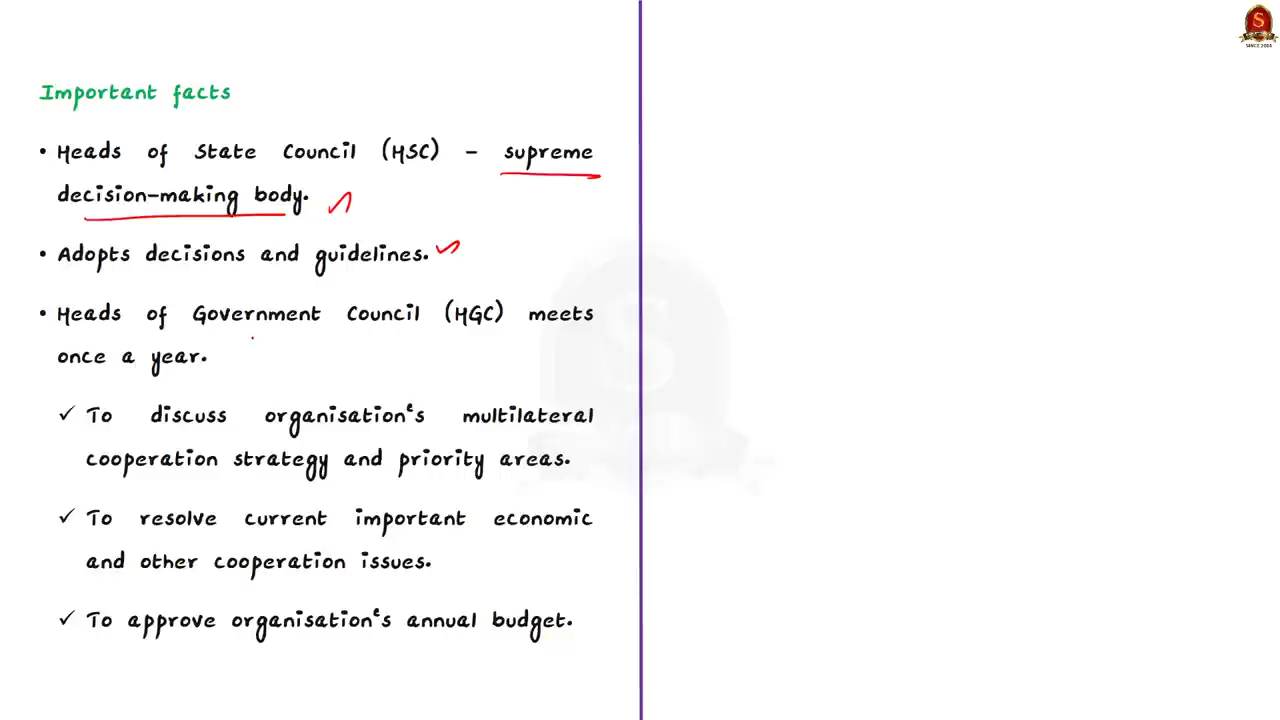 S
SINCE 2004
Important facts
• Heads of State Council (HSC) – supreme
decision-making body.
• Adopts decisions and guidelines.
• Heads of Government Council (HGC) meets
once a year.
✓ To discuss organisation's multilateral
cooperation strategy and priority areas.
✓ To resolve current important economic
and other cooperation issues.
✓ To approve organisation's annual budget.
S